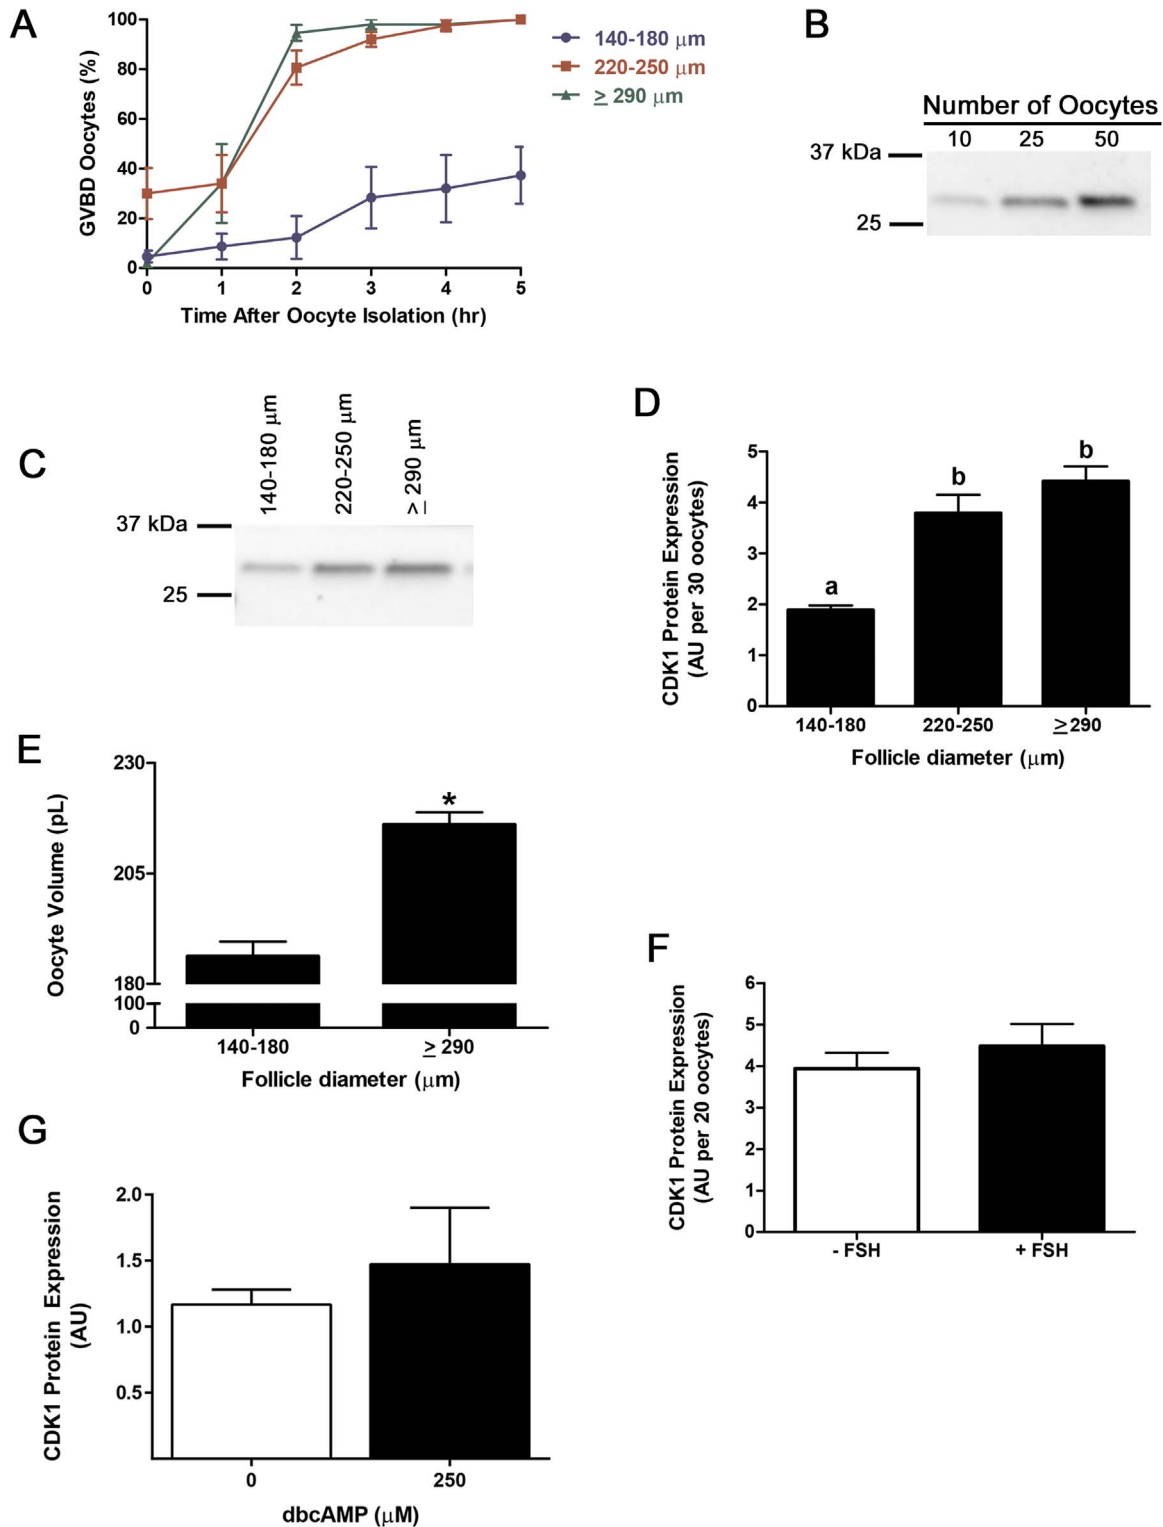 A
GVBD Oocytes (%)
100
80
60
40
20
0
0 1 2 3 4 5
Time After Oocyte Isolation (hr)
140-180 μm
220-250 μm
≥ 290 μm
B
Number of Oocytes
10 25 50
37 kDa
25
C
140-180 μm
220-250 μm
≥ 290 μm
37 kDa
25
D
CDK1 Protein Expression
(AU per 30 oocytes)
5
4
3
2
1
0
a
b
b
140-180 220-250 ≥290
Follicle diameter (μm)
E
Oocyte Volume (pL)
230
205
180
100
0
*
140-180 ≥ 290
Follicle diameter (μm)
F
CDK1 Protein Expression
(AU per 20 oocytes)
6
5
4
3
2
1
0
- FSH + FSH
G
CDK1 Protein Expression
(AU)
2.0
1.5
1.0
0.5
0 250
dbcAMP (μM)